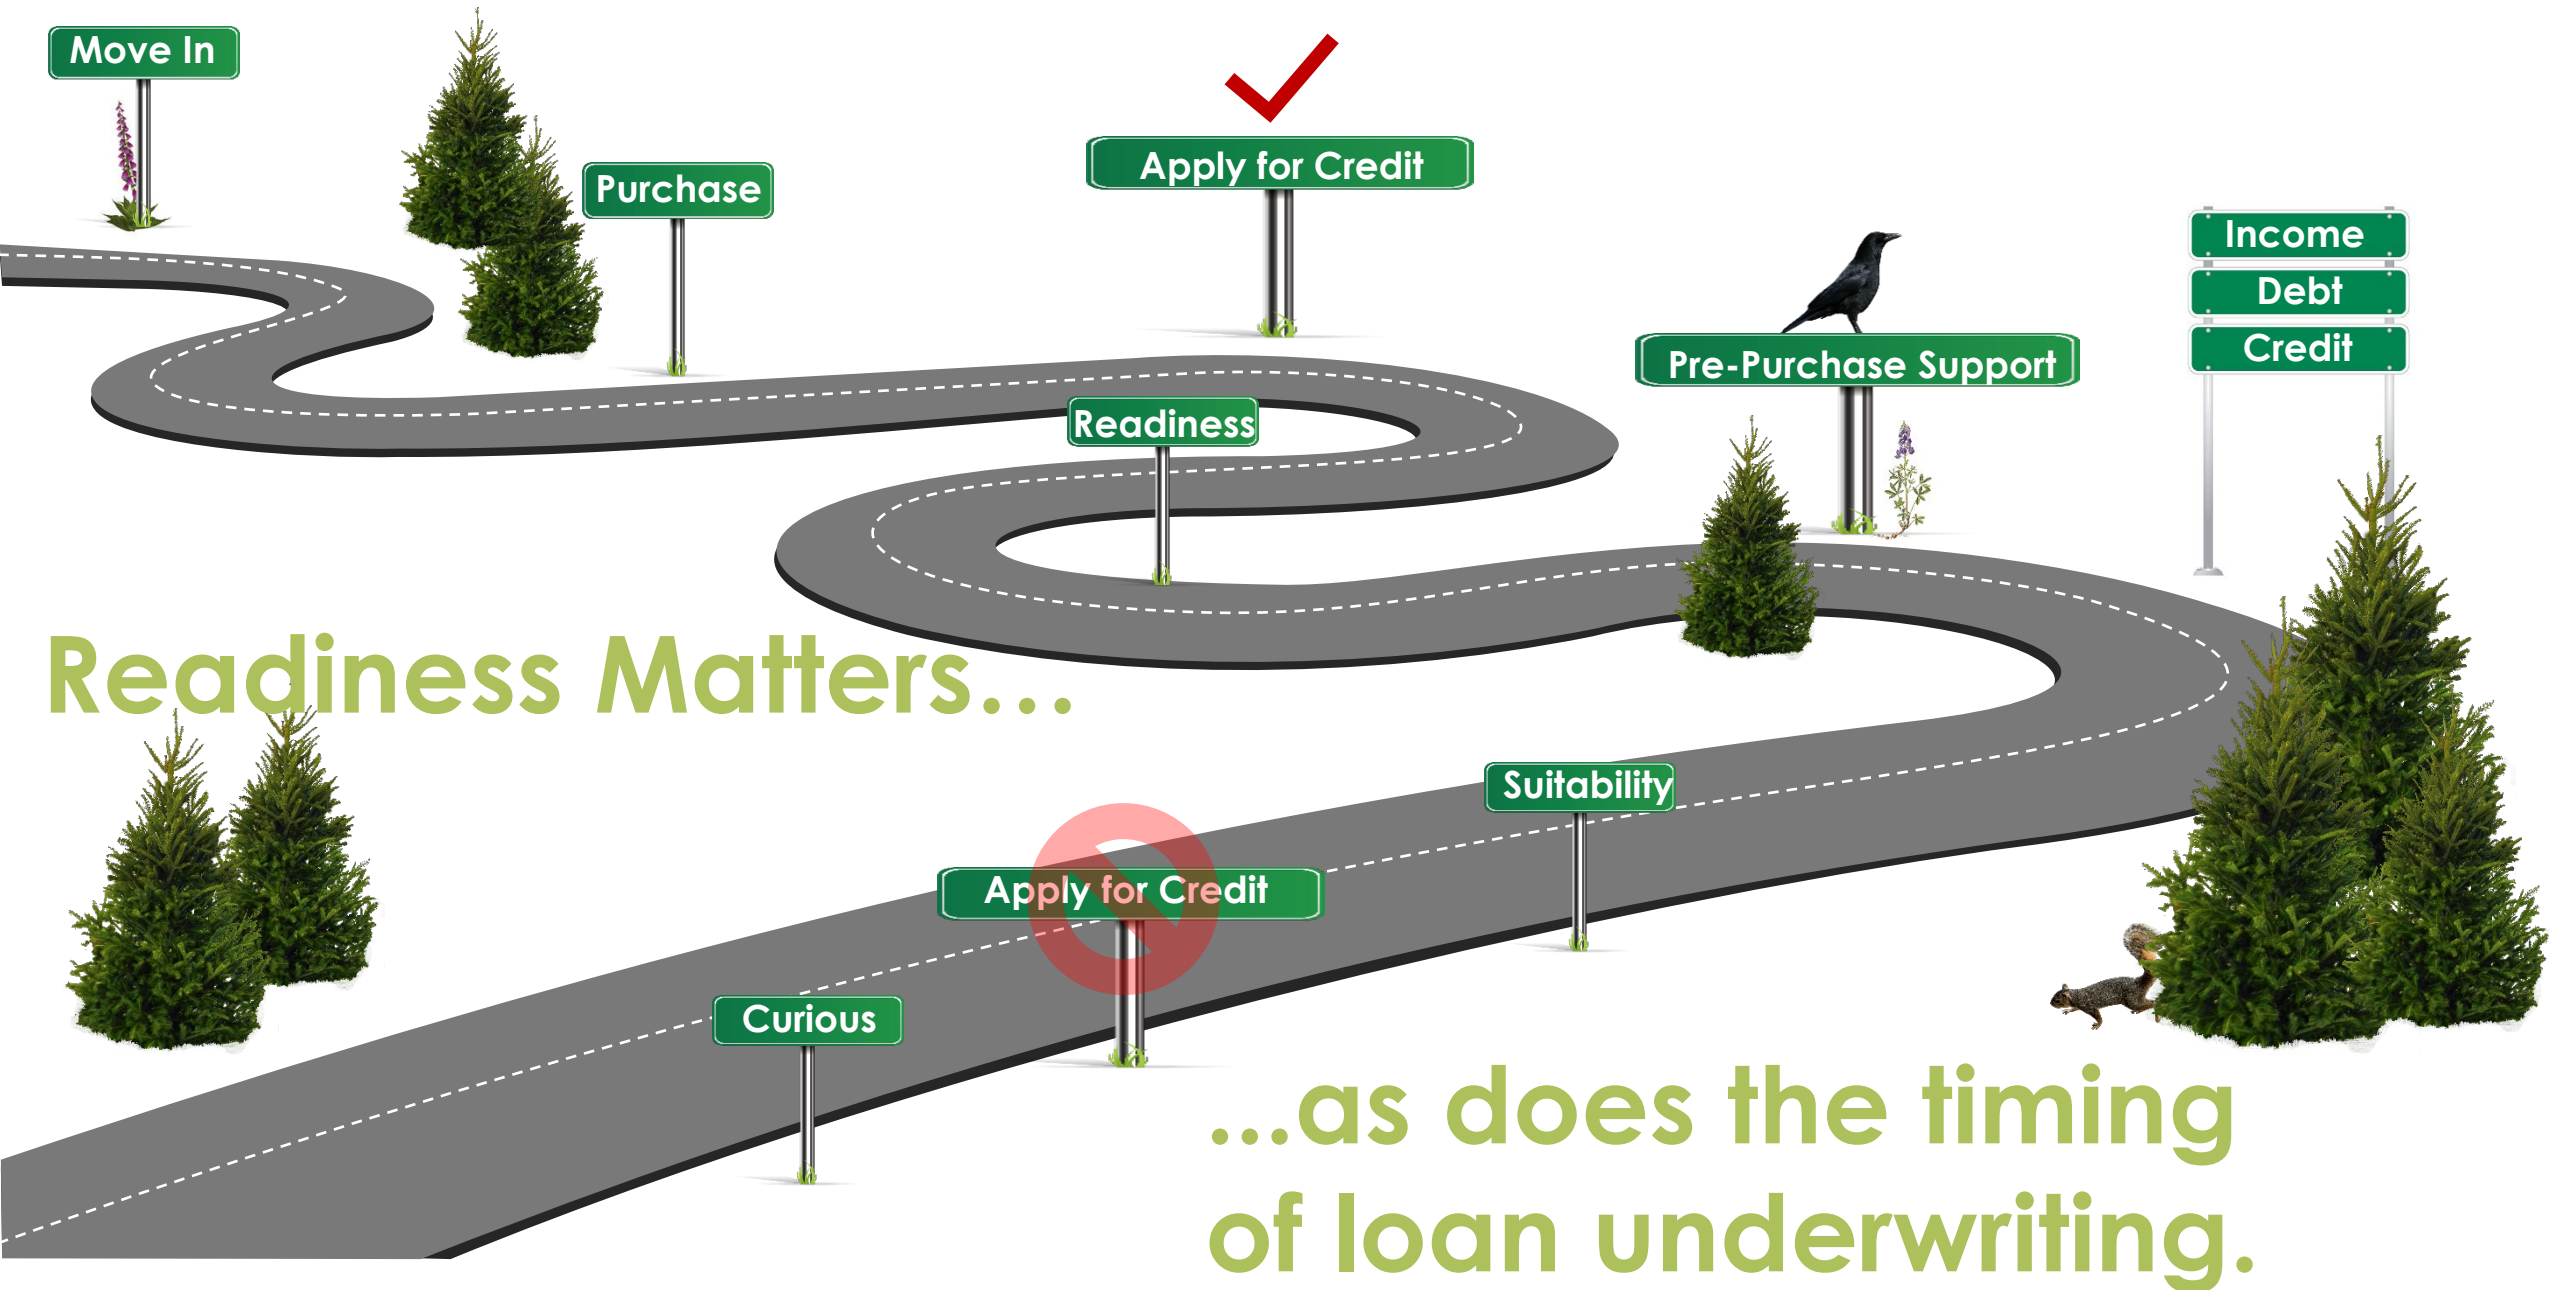 Move In
Purchase
Apply for Credit
Income
Debt
Credit
Pre-Purchase Support
Readiness
Readiness Matters...
Suitability
Apply for Credit
Curious
...as does the timing
of loan underwriting.